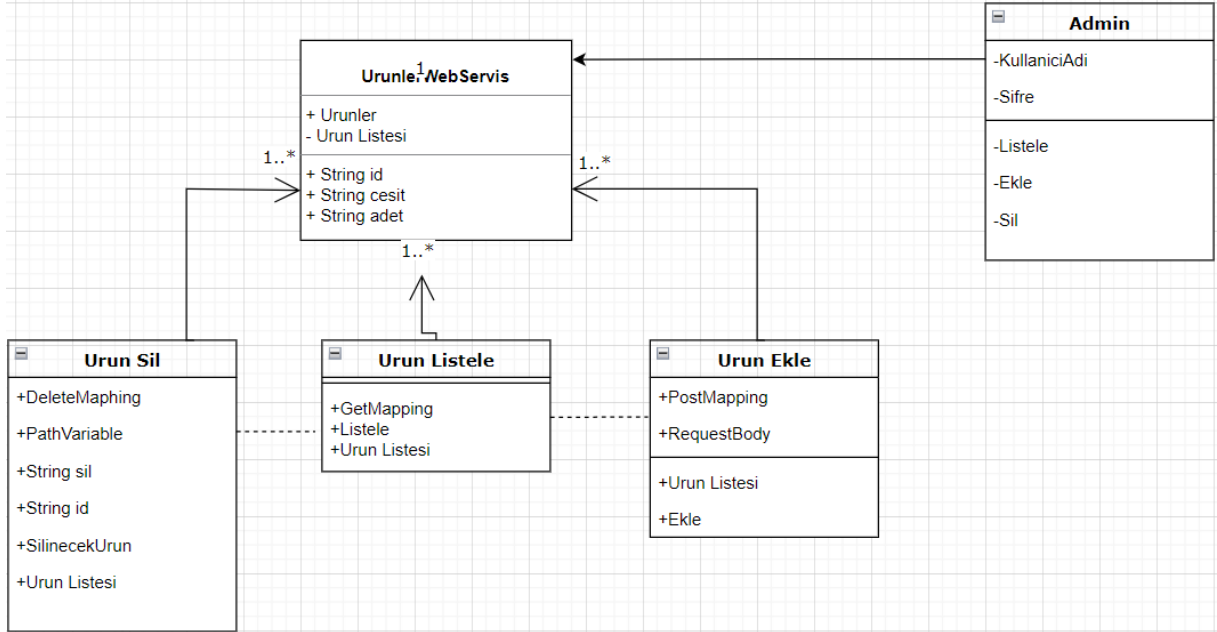 Admin
-KullaniciAdi
-Sifre
-Listele
-Ekle
-Sil
1
UrunlerWebServis
+ Urunler
- Urun Listesi
+ String id
+ String cesit
+ String adet
1..*
1..*
1..*
Urun Sil
+DeleteMaphing
+PathVariable
+String sil
+String id
+SilinecekUrun
+Urun Listesi
Urun Listele
+GetMapping
+Listele
+Urun Listesi
Urun Ekle
+PostMapping
+RequestBody
+Urun Listesi
+Ekle